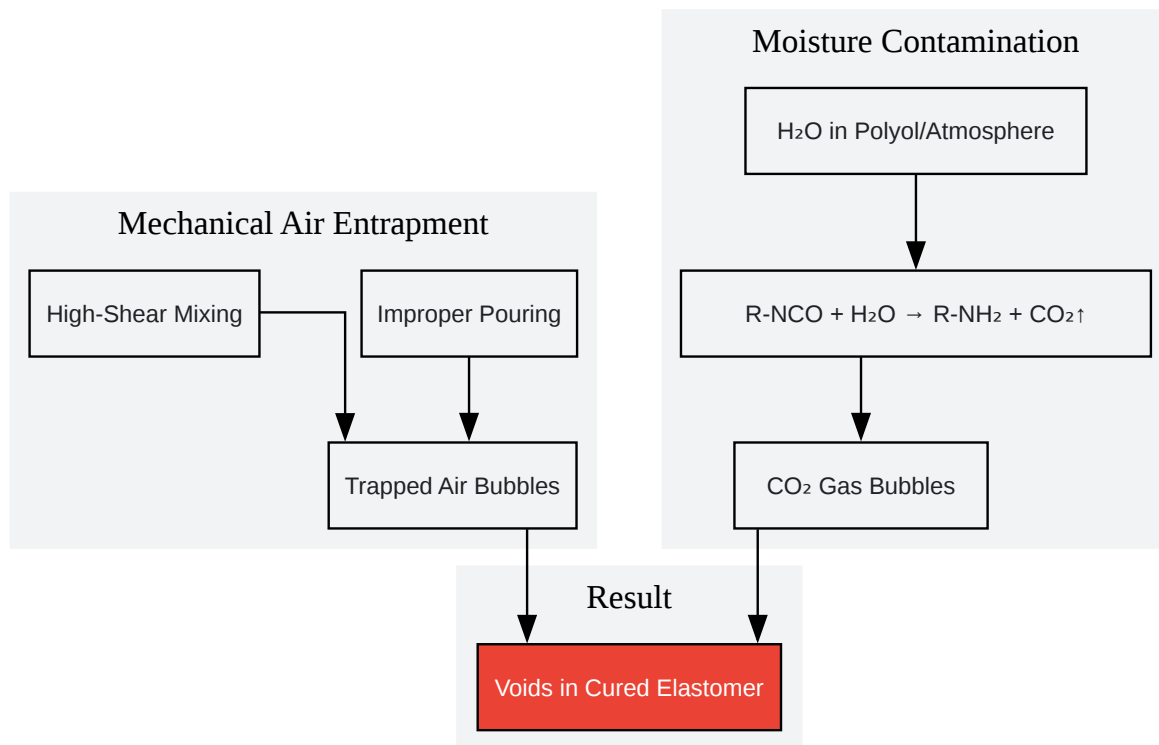 Moisture Contamination
H₂O in Polyol/Atmosphere
Mechanical Air Entrapment
High-Shear Mixing
Improper Pouring
R-NCO + H₂O → R-NH₂ + CO₂↑
Trapped Air Bubbles
CO₂ Gas Bubbles
Result
Voids in Cured Elastomer